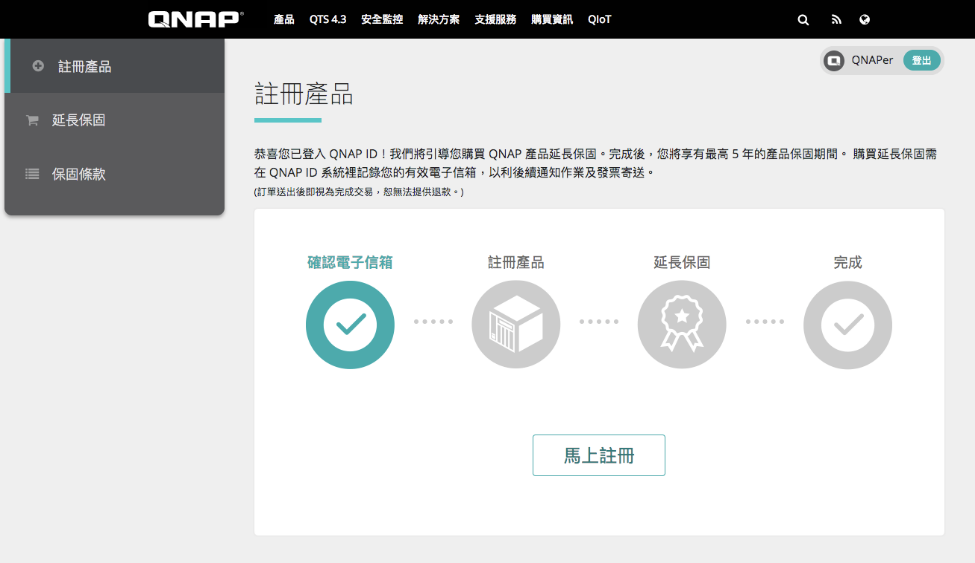 QNAP 產品 QTS 4.3 安全監控 解決方案 支援服務 購買資訊 QIoT
QNAPer 登出
註冊產品
延長保固
保固條款
註冊產品
恭喜您已登入 QNAP ID！我們將引導您購買 QNAP 產品延長保固。完成後，您將享有最高 5 年的產品保固期間。 購買延長保固需
在 QNAP ID 系統裡記錄您的有效電子信箱，以利後續通知作業及發票寄送。
(訂單送出後即視為完成交易，恕無法提供退款。)
確認電子信箱 註冊產品 延長保固 完成
馬上註冊